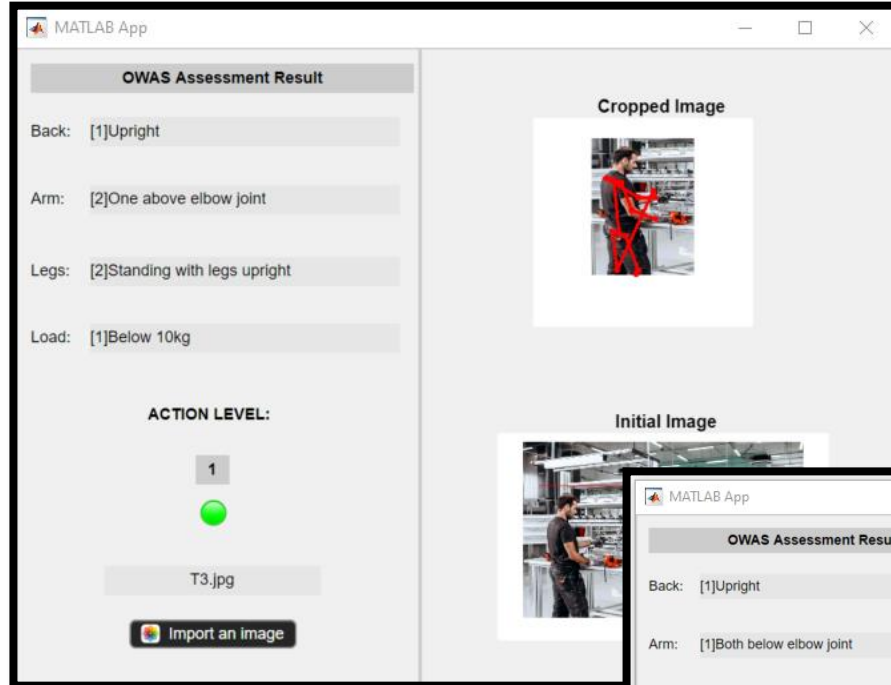 MATLAB App
OWAS Assessment Result
Back: [1]Upright
Arm: [2]One above elbow joint
Legs: [2]Standing with legs upright
Load: [1]Below 10kg
ACTION LEVEL:
1
T3.jpg
Import an image
Cropped Image
Initial Image
MATLAB App
OWAS Assessment Resu
Back: [1]Upright
Arm: [1]Both below elbow joint